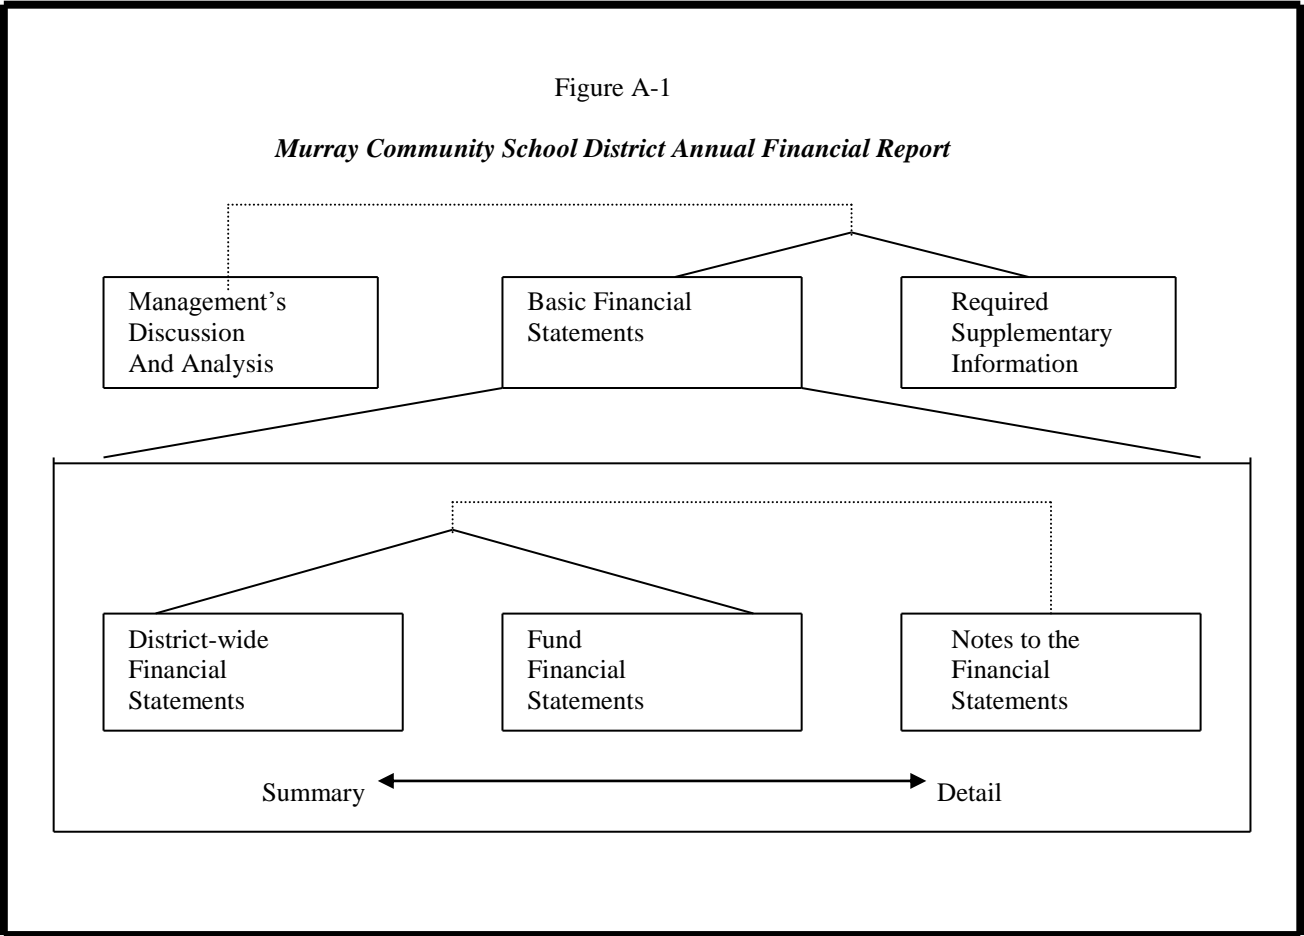 Figure A-1
Murray Community School District Annual Financial Report
Management’s
Discussion
And Analysis
Basic Financial
Statements
Required
Supplementary
Information
District-wide
Financial
Statements
Fund
Financial
Statements
Notes to the
Financial
Statements
Summary
Detail